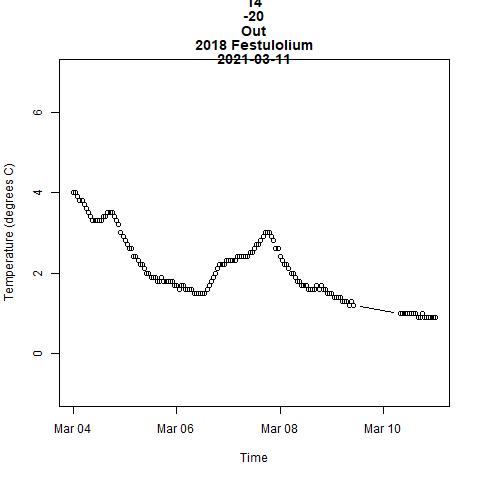 14
-20
Out
2018 Festulolium
2021-03-11
Temperature (degrees C)
6
4
2
0
Mar 04
Mar 06
Mar 08
Mar 10
Time